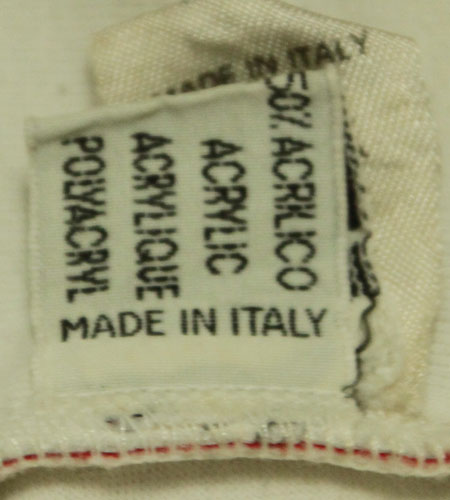 MADE IN ITALY
50% ACRILICO
ACRYLIC
ACRYLIQUE
POLYACRYL
MADE IN ITALY